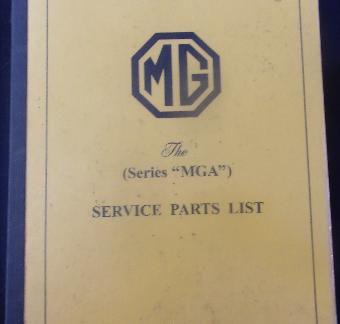 MG
The
(Series "MGA")
SERVICE PARTS LIST